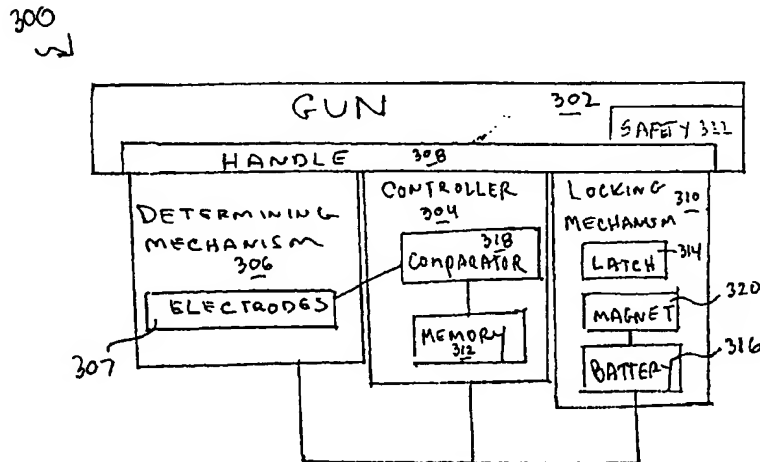 300
GUN 302
SAFETY 322
HANDLE 308
DETERMINING
MECHANISM
306
ELECTRODES
307
CONTROLLER
304
318
COMPARATOR
MEMORY
312
LOCKING
MECHANISM 310
LATCH
314
MAGNET
320
BATTERY
316